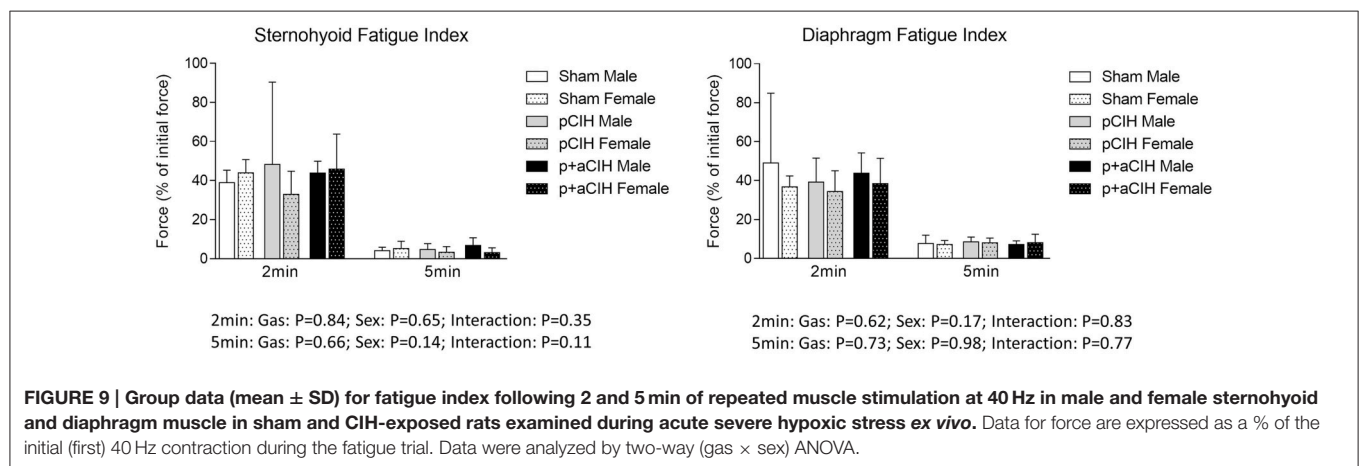 Sternohyoid Fatigue Index
Force (% of initial force)
100
80
60
40
20
0
2min
5min
Sham Male
Sham Female
pCIH Male
pCIH Female
p+aCIH Male
p+aCIH Female
2min: Gas: P=0.84; Sex: P=0.65; Interaction: P=0.35
5min: Gas: P=0.66; Sex: P=0.14; Interaction: P=0.11
Diaphragm Fatigue Index
Force (% of initial force)
100
80
60
40
20
0
2min
5min
Sham Male
Sham Female
pCIH Male
pCIH Female
p+aCIH Male
p+aCIH Female
2min: Gas: P=0.62; Sex: P=0.17; Interaction: P=0.83
5min: Gas: P=0.73; Sex: P=0.98; Interaction: P=0.77
FIGURE 9 | Group data (mean ± SD) for fatigue index following 2 and 5 min of repeated muscle stimulation at 40 Hz in male and female sternohyoid
and diaphragm muscle in sham and CIH-exposed rats examined during acute severe hypoxic stress ex vivo. Data for force are expressed as a % of the
initial (first) 40 Hz contraction during the fatigue trial. Data were analyzed by two-way (gas × sex) ANOVA.